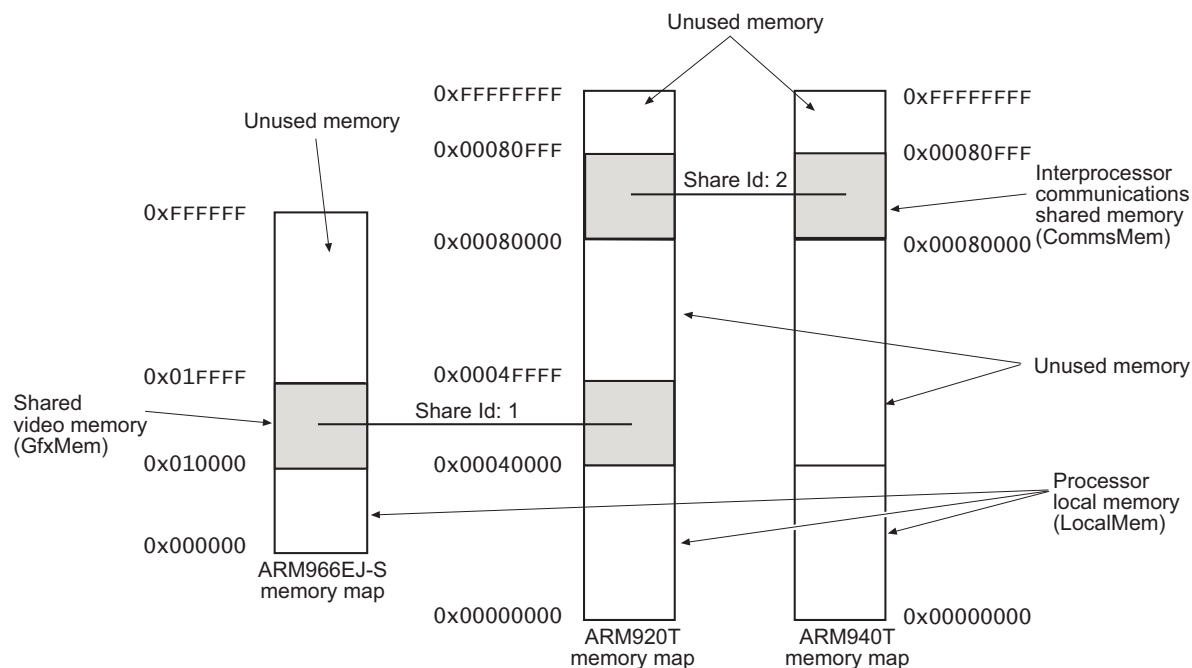 Unused memory
0xFFFFFFFF
0xFFFFFFFF
Unused memory
0x00080FFF
0x00080FFF
Share Id: 2
Interprocessor
communications
shared memory
(CommsMem)
0xFFFFFF
0x00080000
0x00080000
0x01FFFF
0x0004FFFF
Unused memory
Shared
video memory
(GfxMem)
Share Id: 1
0x010000
0x00040000
Processor
local memory
(LocalMem)
0x000000
ARM966EJ-S
memory map
0x00000000
0x00000000
ARM920T
memory map
ARM940T
memory map